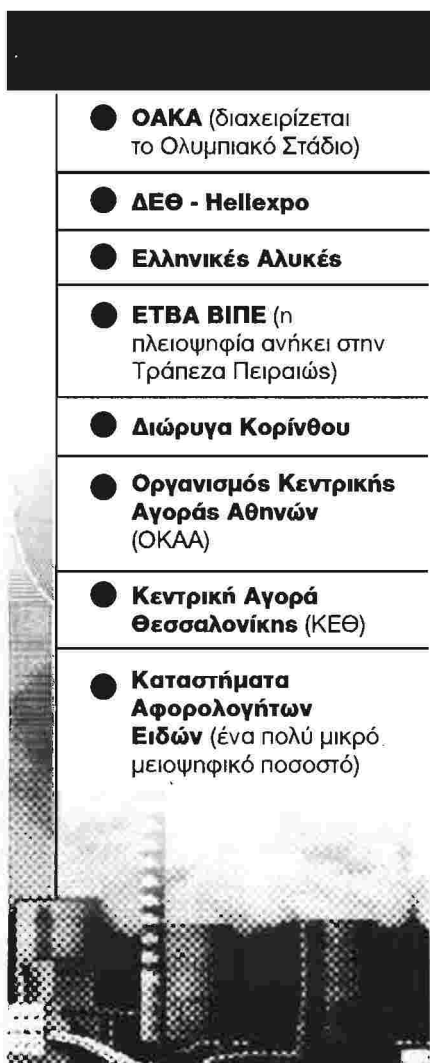 ● ΟΑΚΑ (διαχειρίζεται
το Ολυμπιακό Στάδιο)
● ΔΕΘ - Hellexpo
● Ελληνικές Αλυκές
● ΕΤΒΑ ΒΙΠΕ (η
πλειοψηφία ανήκει στην
Τράπεζα Πειραιώς)
● Διώρυγα Κορίνθου
● Οργανισμός Κεντρικής
Αγοράς Αθηνών
(ΟΚΑΑ)
● Κεντρική Αγορά
Θεσσαλονίκης (ΚΕΘ)
● Καταστήματα
Αφορολογήτων
Ειδών (ένα πολύ μικρό
μειοψηφικό ποσοστό)